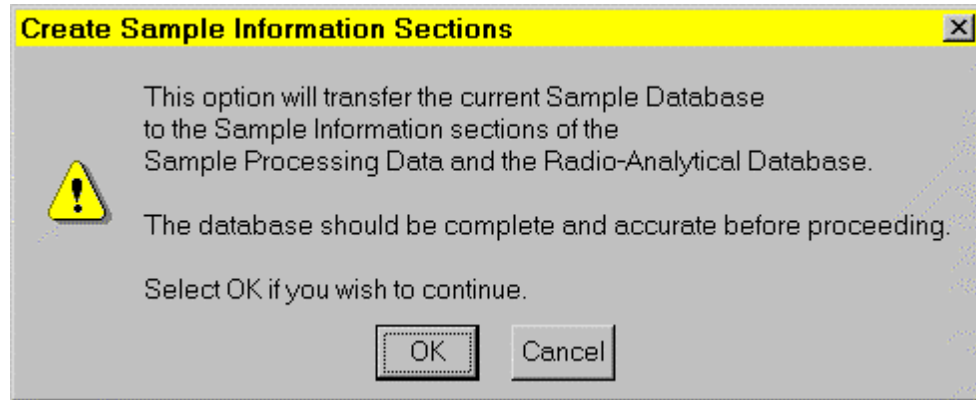 Create Sample Information Sections
This option will transfer the current Sample Database
to the Sample Information sections of the
Sample Processing Data and the Radio-Analytical Database.
The database should be complete and accurate before proceeding.
Select OK if you wish to continue.
OK
Cancel